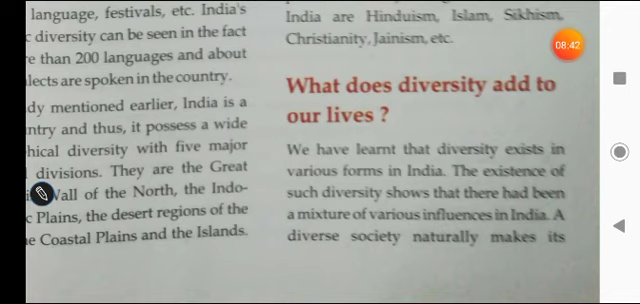 language, festivals, etc. India's
diversity can be seen in the fact
than 200 languages and about
are spoken in the country.
mentioned earlier, India is a
and thus, it possess a wide
diversity with five major
divisions. They are the Great
Wall of the North, the Indo-
Plains, the desert regions of the
Coastal Plains and the Islands.
India are Hinduism, Islam, Sikhism,
Christianity, Jainism, etc.
What does diversity add to
our lives ?
We have learnt that diversity exists in
various forms in India. The existence of
such diversity shows that there had been
a mixture of various influences in India. A
diverse society naturally makes its
08:42